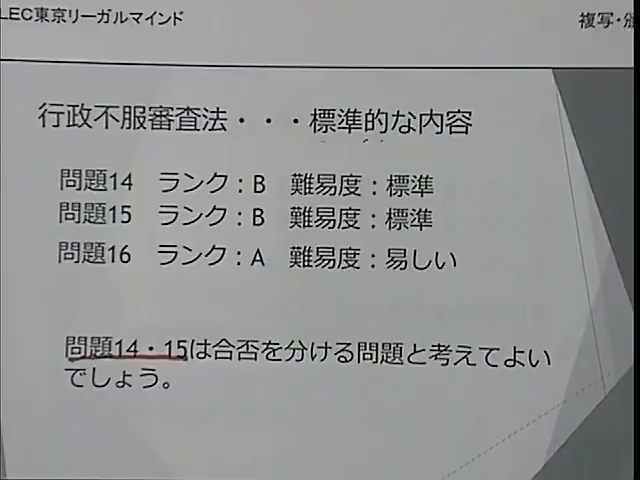 LEC東京リーガルマインド
複写・頒
行政不服審査法・・・標準的な内容
問題14 ランク：B 難易度：標準
問題15 ランク：B 難易度：標準
問題16 ランク：A 難易度：易しい
問題14・15は合否を分ける問題と考えてよい
でしょう。